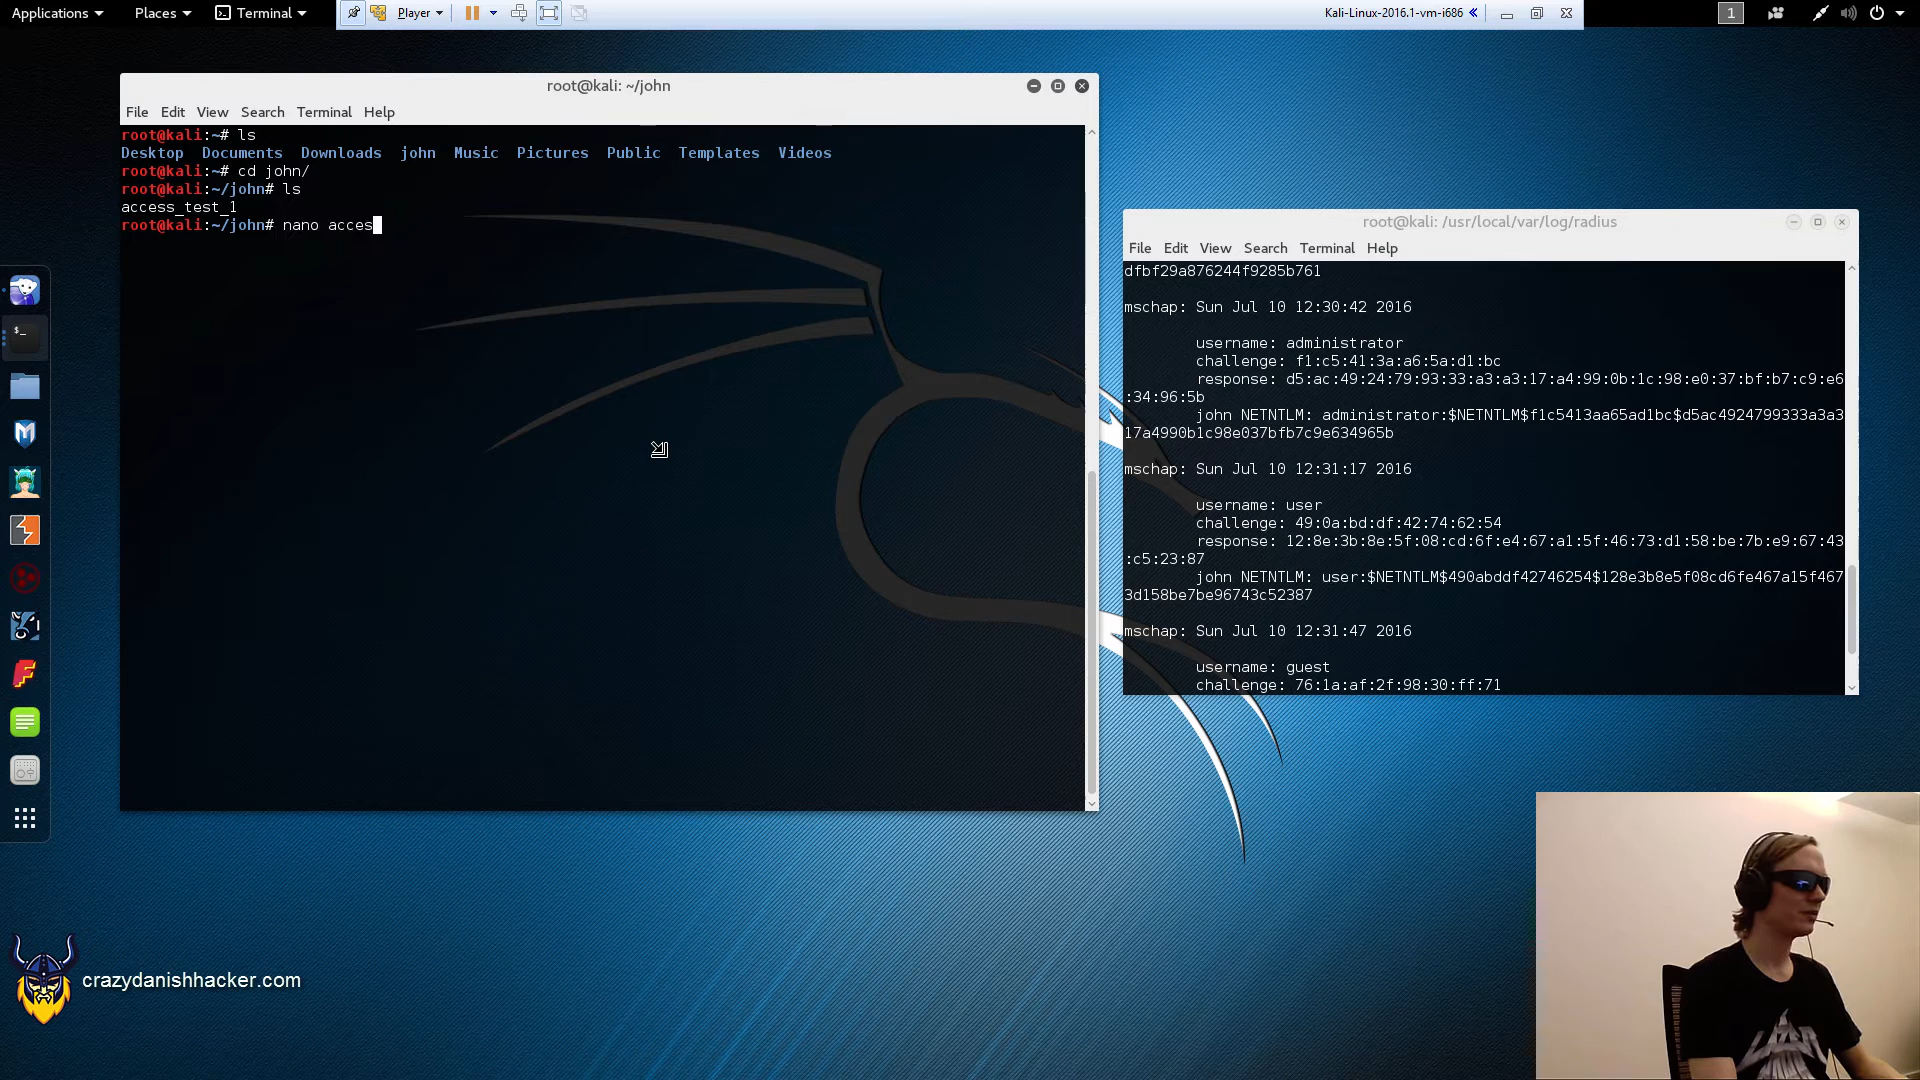 Applications
Places
Terminal
Player
Kali-Linux-2016.1-vm-i686
1
root@kali: ~/john
File Edit View Search Terminal Help
root@kali:~# ls
Desktop Documents Downloads john Music Pictures Public Templates Videos
root@kali:~# cd john/
root@kali:~/john# ls
access_test_1
root@kali:~/john# nano acces
root@kali: /usr/local/var/log/radius
File Edit View Search Terminal Help
dfbf29a876244f9285b761
mschap: Sun Jul 10 12:30:42 2016
username: administrator
challenge: f1:c5:41:3a:a6:5a:d1:bc
response: d5:ac:49:24:79:93:33:a3:a3:17:a4:99:0b:1c:98:e0:37:bf:b7:c9:e6
:34:96:5b
john NETNTLM: administrator:$NETNTLM$f1c5413aa65ad1bc$d5ac4924799333a3a3
17a4990b1c98e037bfb7c9e634965b
mschap: Sun Jul 10 12:31:17 2016
username: user
challenge: 49:0a:bd:df:42:74:62:54
response: 12:8e:3b:8e:5f:08:cd:6f:e4:67:a1:5f:46:73:d1:58:be:7b:e9:67:43
:c5:23:87
john NETNTLM: user:$NETNTLM$490abddf42746254$128e3b8e5f08cd6fe467a15f467
3d158be7be96743c52387
mschap: Sun Jul 10 12:31:47 2016
username: guest
challenge: 76:1a:af:2f:98:30:ff:71
crazydanishhacker.com